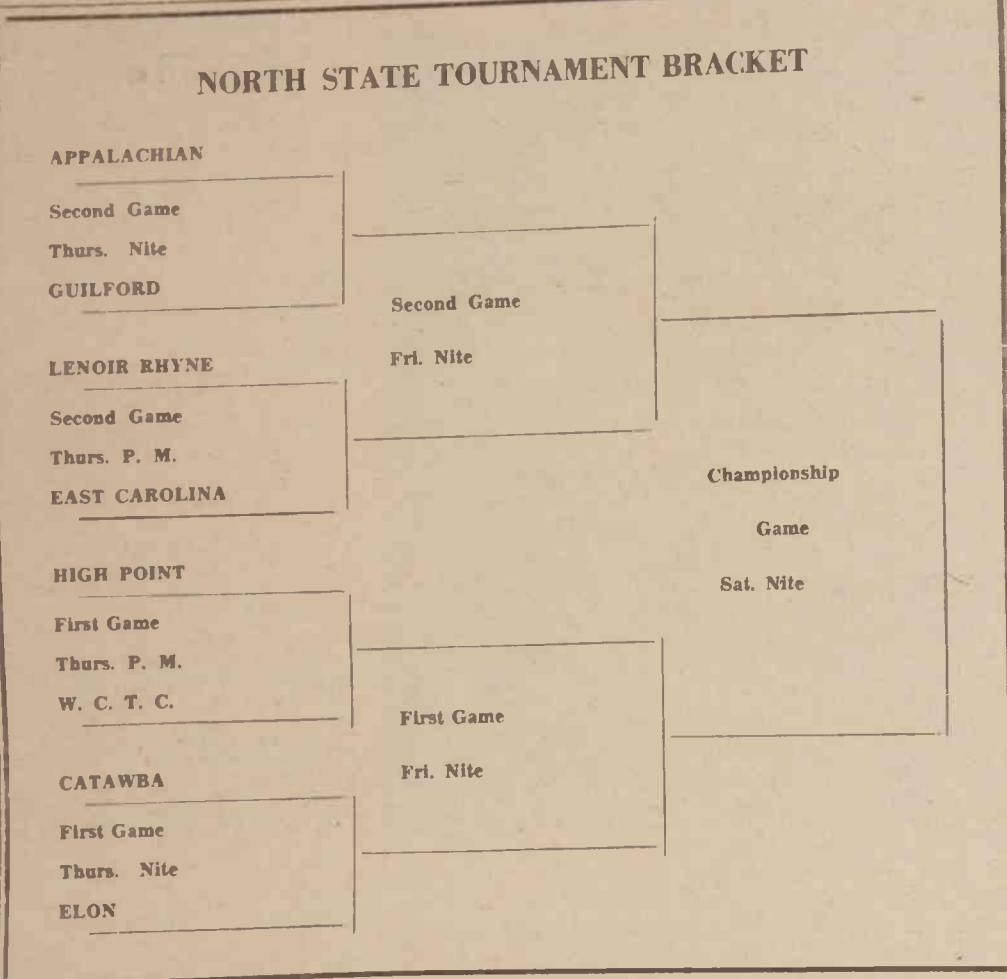 NORTH STATE TOURNAMENT BRACKET
APPALACHIAN
Second Game
Thurs. Nite
GUILFORD
LENOIR RHYNE
Second Game
Thurs. P. M.
EAST CAROLINA
HIGH POINT
First Game
Thurs. P. M.
W. C. T. C.
CATAWBA
First Game
Thurs. Nite
ELON
Second Game
Fri. Nite
First Game
Fri. Nite
Championship
Game
Sat. Nite